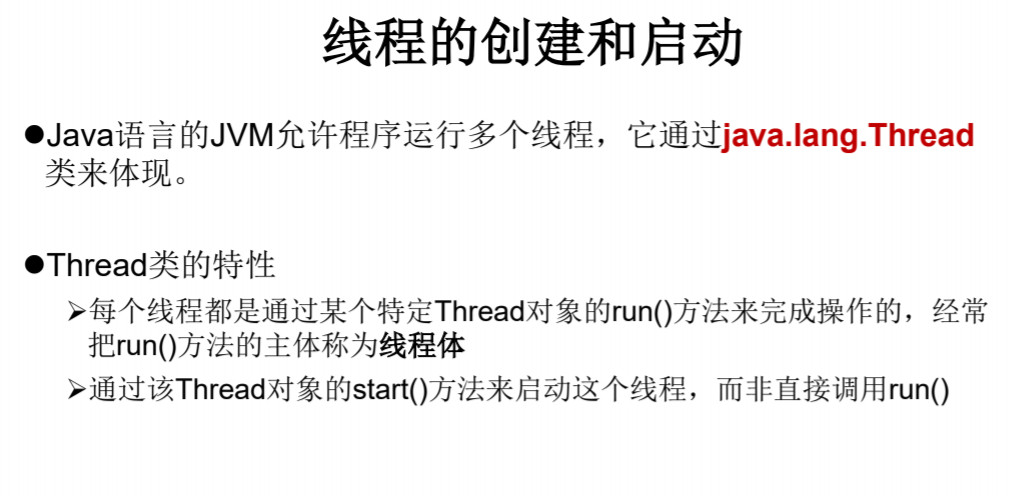 线程的创建和启动
●Java语言的JVM允许程序运行多个线程，它通过java.lang.Thread
类来体现。
●Thread类的特性
➢每个线程都是通过某个特定Thread对象的run()方法来完成操作的，经常
把run()方法的主体称为线程体
➢通过该Thread对象的start()方法来启动这个线程，而非直接调用run()